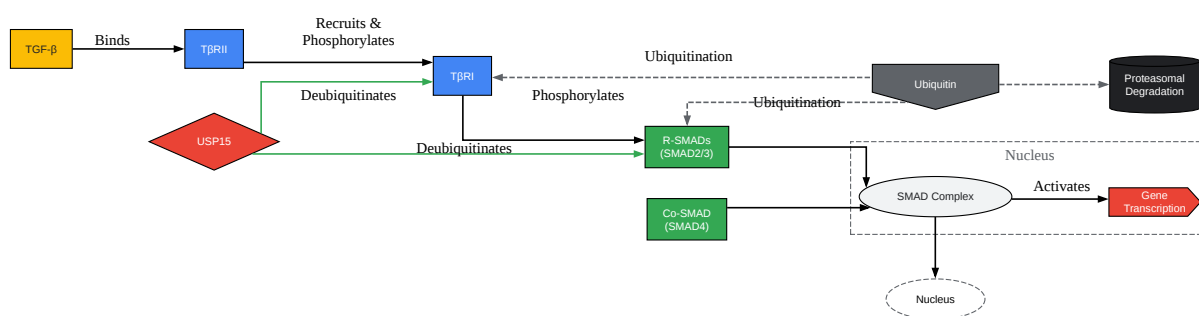 TGF-β
Binds
TβRII
Recruits &
Phosphorylates
TβRI
Ubiquitination
Ubiquitin
Proteasomal
Degradation
Deubiquitinates
Phosphorylates
Ubiquitination
USP15
Deubiquitinates
R-SMADs
(SMAD2/3)
Nucleus
SMAD Complex
Activates
Gene
Transcription
Co-SMAD
(SMAD4)
Nucleus